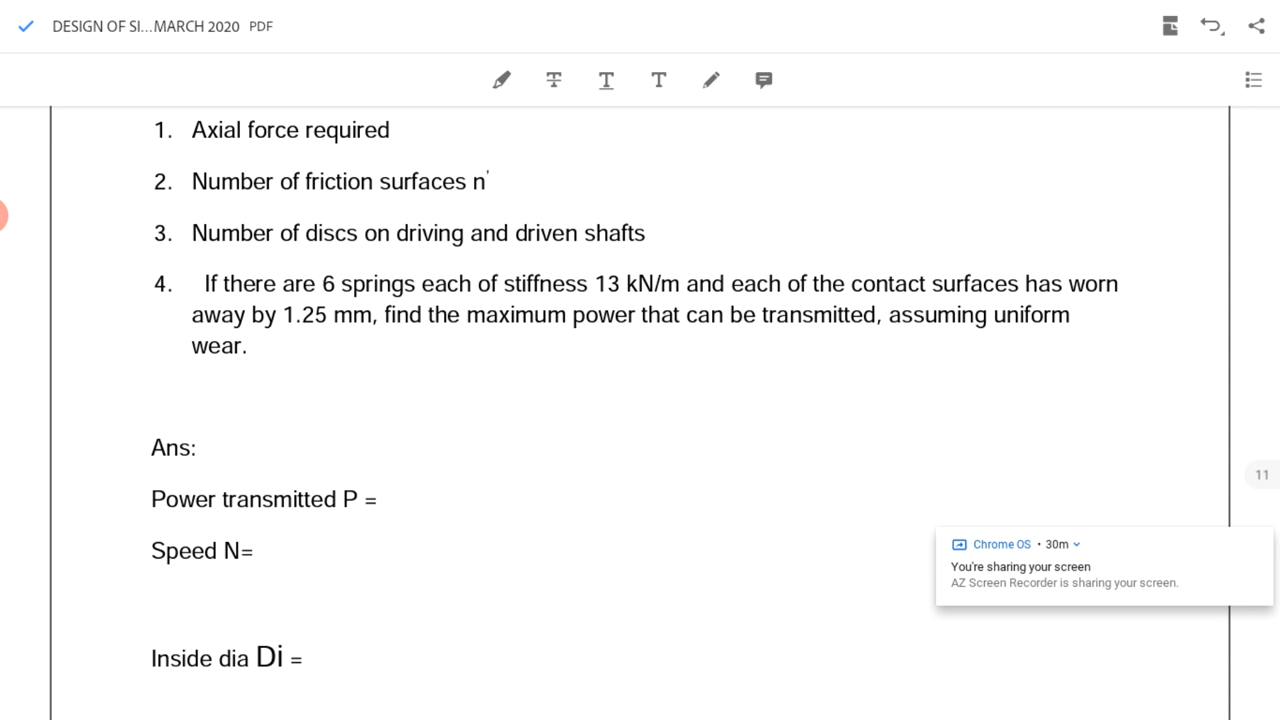 DESIGN OF SI...MARCH 2020 PDF
1. Axial force required
2. Number of friction surfaces n'
3. Number of discs on driving and driven shafts
4. If there are 6 springs each of stiffness 13 kN/m and each of the contact surfaces has worn
away by 1.25 mm, find the maximum power that can be transmitted, assuming uniform
wear.
Ans:
Power transmitted P =
11
Speed N=
Chrome OS • 30m
You're sharing your screen
AZ Screen Recorder is sharing your screen.
Inside dia Di =